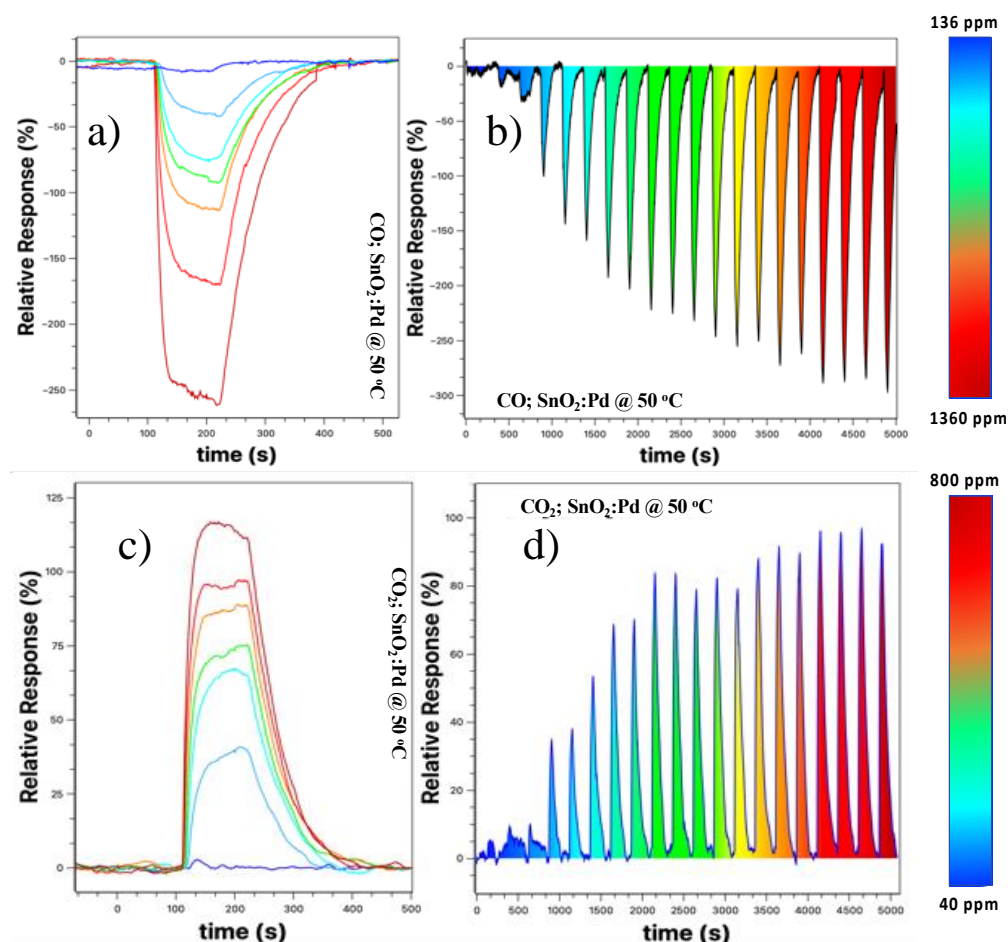 a)
Relative Response (%)
0
−50
−100
−150
−200
−250
0
100
200
300
400
500
time (s)
CO; SnO₂:Pd @ 50 °C
b)
Relative Response (%)
0
−50
−100
−150
−200
−250
−300
0
500
1000
1500
2000
2500
3000
3500
4000
4500
5000
time (s)
CO; SnO₂:Pd @ 50 °C
136 ppm
1360 ppm
c)
Relative Response (%)
125
100
75
50
25
0
0
100
200
300
400
500
time (s)
CO₂; SnO₂:Pd @ 50 °C
d)
CO₂; SnO₂:Pd @ 50 °C
Relative Response (%)
100
80
60
40
20
0
0
500
1000
1500
2000
2500
3000
3500
4000
4500
5000
time (s)
800 ppm
40 ppm